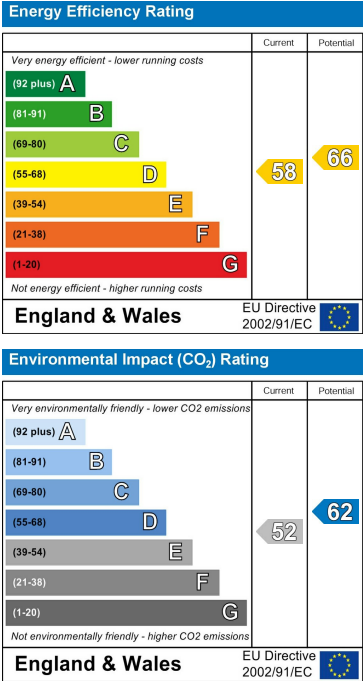 Energy Efficiency Rating
Current Potential
Very energy efficient - lower running costs
(92 plus) A
(81-91) B
(69-80) C
(55-68) D
(39-54) E
(21-38) F
(1-20) G
58
66
Not energy efficient - higher running costs
England & Wales
EU Directive
2002/91/EC
Environmental Impact (CO₂) Rating
Current Potential
Very environmentally friendly - lower CO2 emissions
(92 plus) A
(81-91) B
(69-80) C
(55-68) D
(39-54) E
(21-38) F
(1-20) G
52
62
Not environmentally friendly - higher CO2 emissions
England & Wales
EU Directive
2002/91/EC